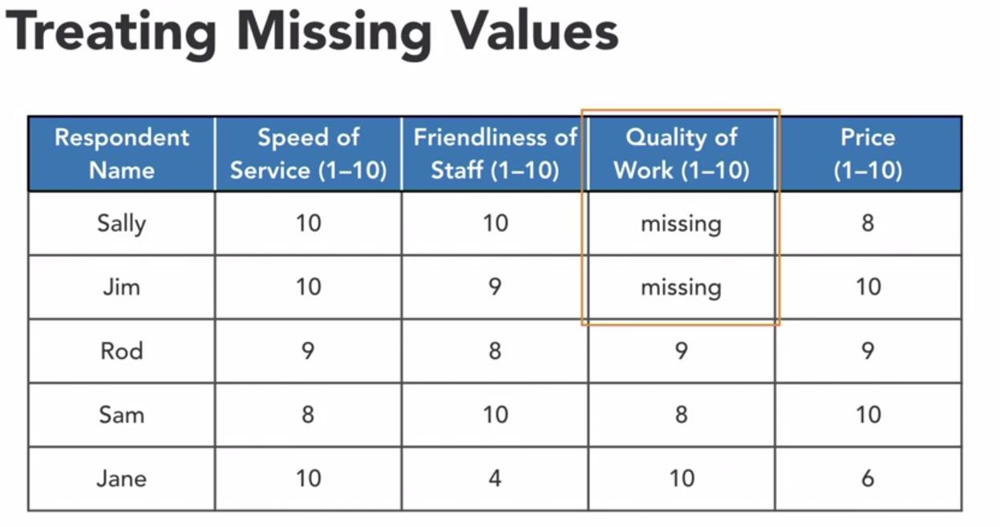 Treating Missing Values
Respondent Name | Speed of Service (1–10) | Friendliness of Staff (1–10) | Quality of Work (1–10) | Price (1–10)
Sally | 10 | 10 | missing | 8
Jim | 10 | 9 | missing | 10
Rod | 9 | 8 | 9 | 9
Sam | 8 | 10 | 8 | 10
Jane | 10 | 4 | 10 | 6